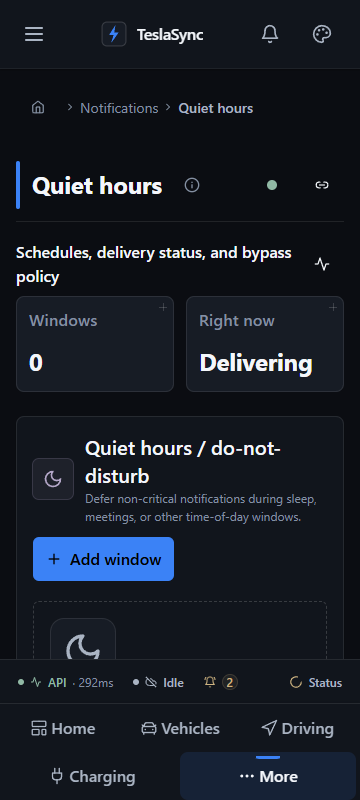 TeslaSync
Notifications
Quiet hours
Quiet hours
Schedules, delivery status, and bypass
policy
Windows
0
Right now
Delivering
Quiet hours / do-not-
disturb
Defer non-critical notifications during sleep,
meetings, or other time-of-day windows.
Add window
API · 292ms
Idle
2
Status
Home
Vehicles
Driving
Charging
More